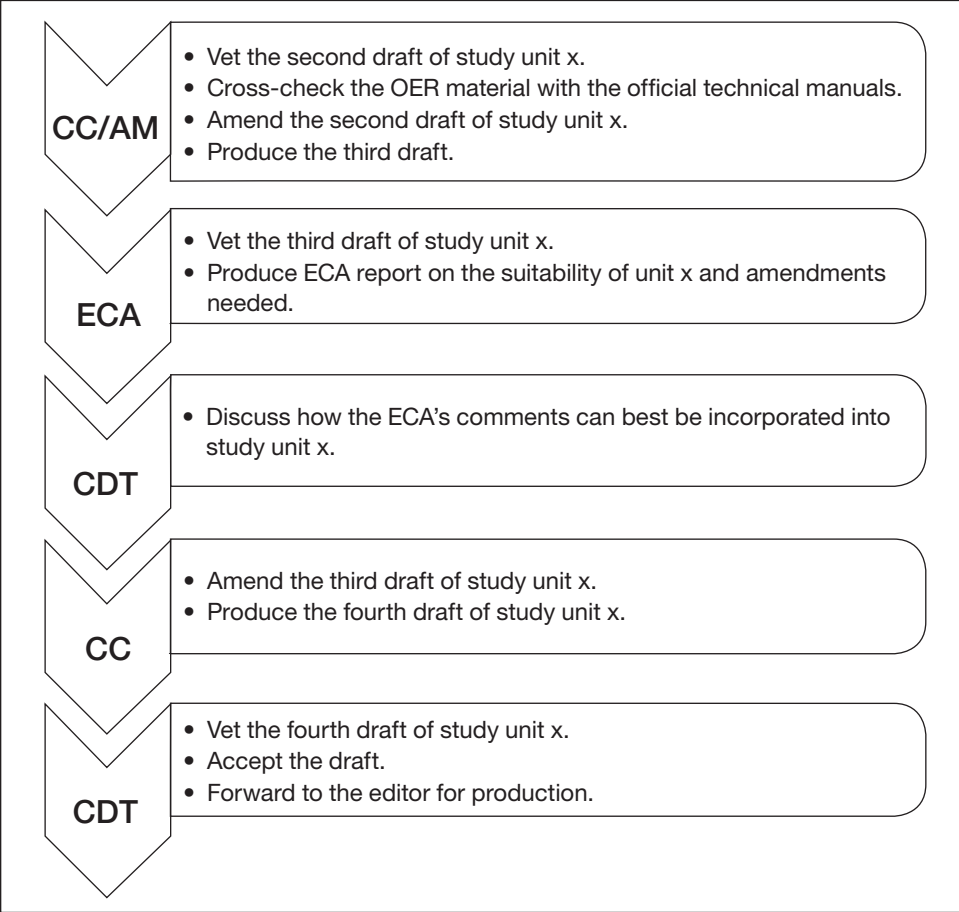 CC/AM
• Vet the second draft of study unit x.
• Cross-check the OER material with the official technical manuals.
• Amend the second draft of study unit x.
• Produce the third draft.
ECA
• Vet the third draft of study unit x.
• Produce ECA report on the suitability of unit x and amendments
needed.
CDT
• Discuss how the ECA’s comments can best be incorporated into
study unit x.
CC
• Amend the third draft of study unit x.
• Produce the fourth draft of study unit x.
CDT
• Vet the fourth draft of study unit x.
• Accept the draft.
• Forward to the editor for production.